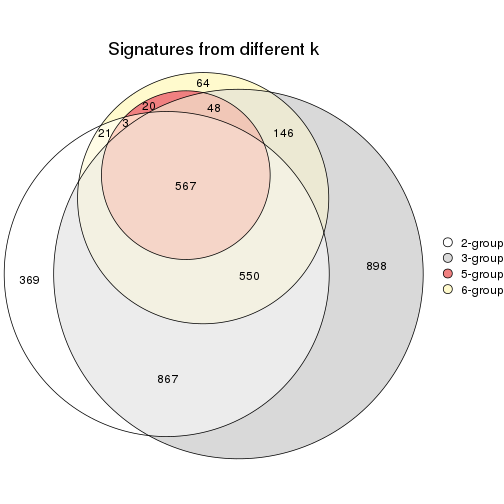 Signatures from different k
64
20
48
3
21
146
567
550
898
369
867
2-group
3-group
5-group
6-group